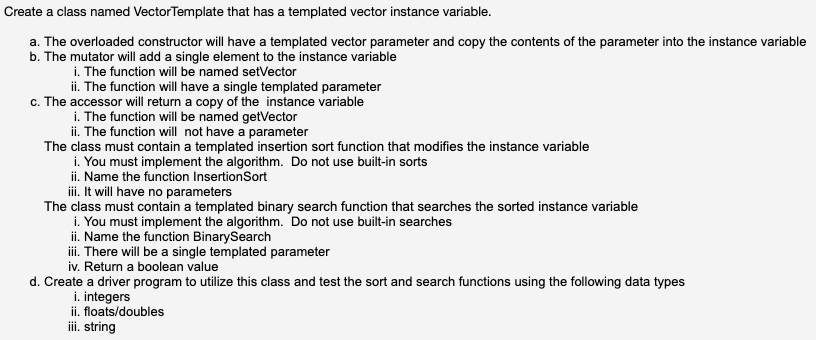 Create a class named VectorTemplate that has a templated vector instance variable.
a. The overloaded constructor will have a templated vector parameter and copy the contents of the parameter into the instance variable
b. The mutator will add a single element to the instance variable
i. The function will be named setVector
ii. The function will have a single templated parameter
c. The accessor will return a copy of the instance variable
i. The function will be named getVector
ii. The function will not have a parameter
The class must contain a templated insertion sort function that modifies the instance variable
i. You must implement the algorithm. Do not use built-in sorts
ii. Name the function InsertionSort
iii. It will have no parameters
The class must contain a templated binary search function that searches the sorted instance variable
i. You must implement the algorithm. Do not use built-in searches
ii. Name the function BinarySearch
iii. There will be a single templated parameter
iv. Return a boolean value
d. Create a driver program to utilize this class and test the sort and search functions using the following data types
i. integers
ii. floats/doubles
iii. string